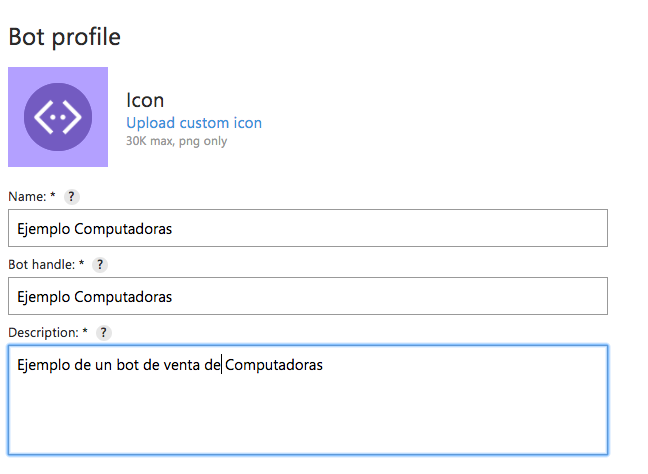 Bot profile
Icon
Upload custom icon
30K max, png only
Name: * ?
Ejemplo Computadoras
Bot handle: * ?
Ejemplo Computadoras
Description: * ?
Ejemplo de un bot de venta de Computadoras